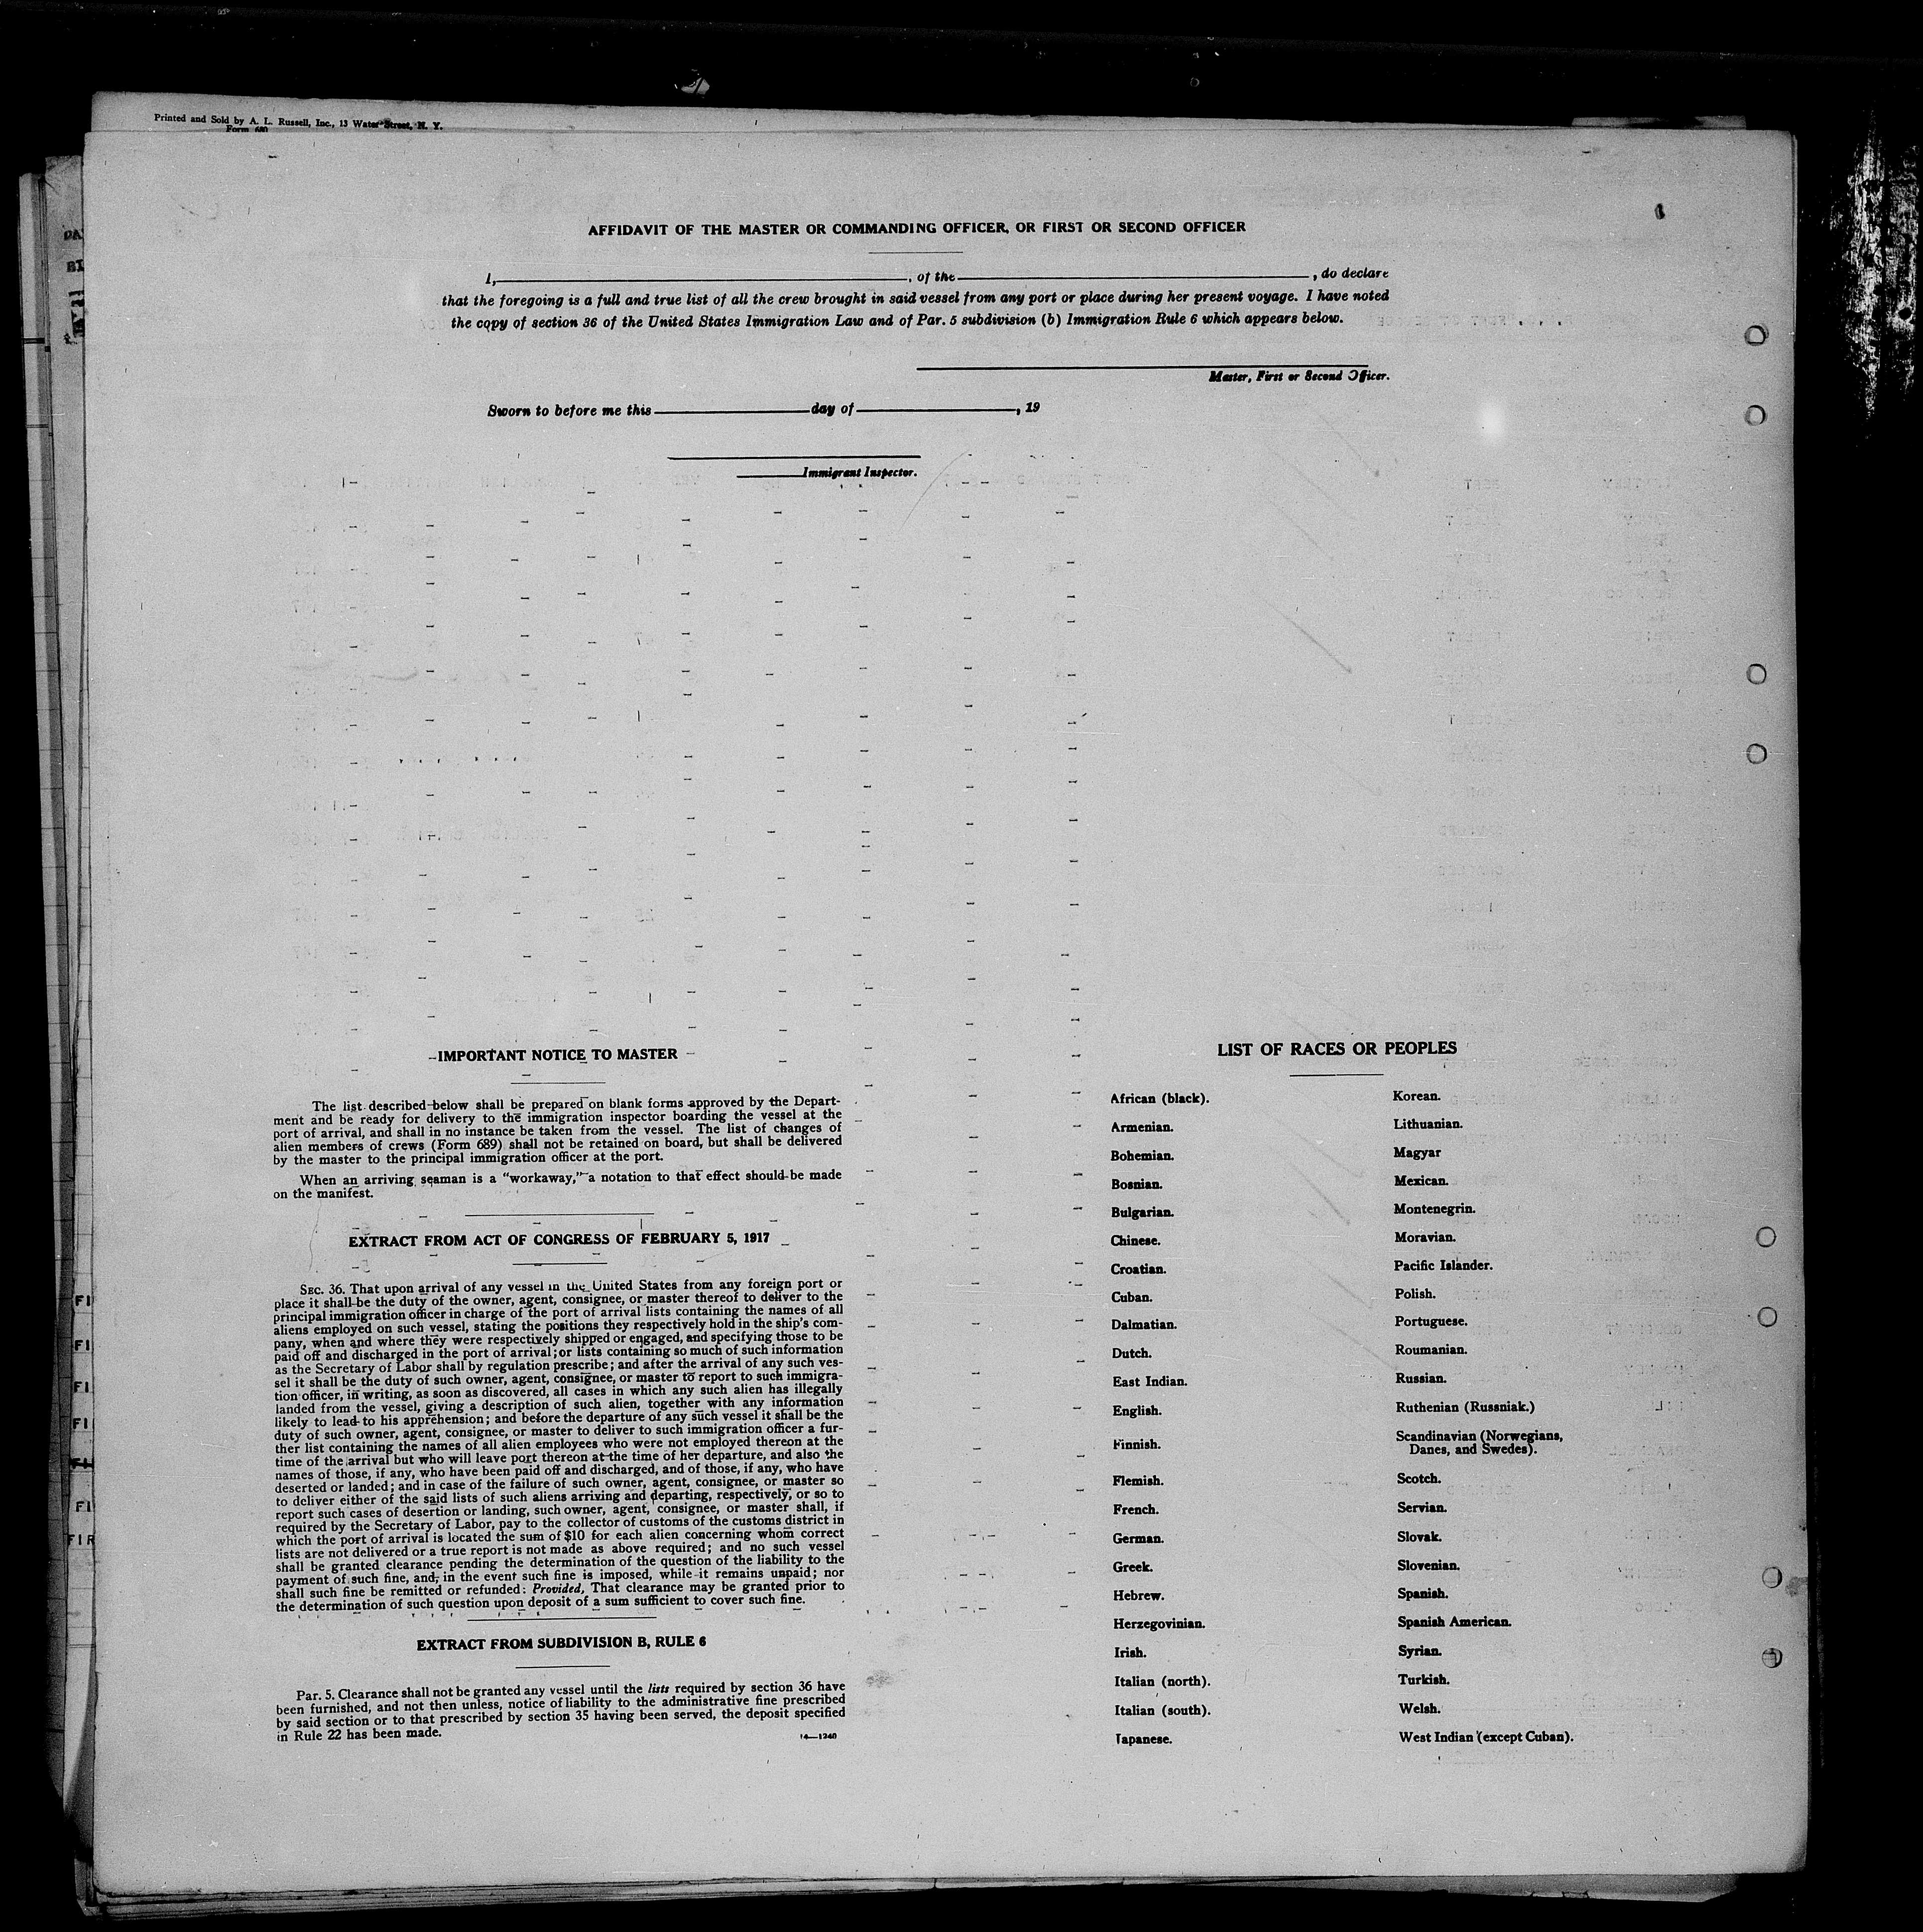 Printed and Sold by A. L. Russell, Inc., 13 Water Street, N. Y.
Form 680
AFFIDAVIT OF THE MASTER OR COMMANDING OFFICER, OR FIRST OR SECOND OFFICER
I, , of the , do declare
that the foregoing is a full and true list of all the crew brought in said vessel from any port or place during her present voyage. I have noted
the copy of section 36 of the United States Immigration Law and of Par. 5 subdivision (b) Immigration Rule 6 which appears below.
Master, First or Second Officer.
Sworn to before me this day of , 19
Immigrant Inspector.
IMPORTANT NOTICE TO MASTER
The list described below shall be prepared on blank forms approved by the Depart-
ment and be ready for delivery to the immigration inspector boarding the vessel at the
port of arrival, and shall in no instance be taken from the vessel. The list of changes of
alien members of crews (Form 689) shall not be retained on board, but shall be delivered
by the master to the principal immigration officer at the port.
When an arriving seaman is a "workaway," a notation to that effect should be made
on the manifest.
EXTRACT FROM ACT OF CONGRESS OF FEBRUARY 5, 1917
SEC. 36. That upon arrival of any vessel in the United States from any foreign port or
place it shall be the duty of the owner, agent, consignee, or master thereof to deliver to the
principal immigration officer in charge of the port of arrival lists containing the names of all
aliens employed on such vessel, stating the positions they respectively hold in the ship's com-
pany, when and where they were respectively shipped or engaged, and specifying those to be
paid off and discharged in the port of arrival; or lists containing so much of such information
as the Secretary of Labor shall by regulation prescribe; and after the arrival of any such ves-
sel it shall be the duty of such owner, agent, consignee, or master to report to such immigra-
tion officer, in writing, as soon as discovered, all cases in which any such alien has illegally
landed from the vessel, giving a description of such alien, together with any information
likely to lead to his apprehension; and before the departure of any such vessel it shall be the
duty of such owner, agent, consignee, or master to deliver to such immigration officer a fur-
ther list containing the names of all alien employees who were not employed thereon at the
time of the arrival but who will leave port thereon at the time of her departure, and also the
names of those, if any, who have been paid off and discharged, and of those, if any, who have
deserted or landed; and in case of the failure of such owner, agent, consignee, or master so
to deliver either of the said lists of such aliens arriving and departing, respectively, or so to
report such cases of desertion or landing, such owner, agent, consignee, or master shall, if
required by the Secretary of Labor, pay to the collector of customs of the customs district in
which the port of arrival is located the sum of $10 for each alien concerning whom correct
lists are not delivered or a true report is not made as above required; and no such vessel
shall be granted clearance pending the determination of the question of the liability to the
payment of such fine, and, in the event such fine is imposed, while it remains unpaid; nor
shall such fine be remitted or refunded: Provided, That clearance may be granted prior to
the determination of such question upon deposit of a sum sufficient to cover such fine.
EXTRACT FROM SUBDIVISION B, RULE 6
Par. 5. Clearance shall not be granted any vessel until the lists required by section 36 have
been furnished, and not then unless, notice of liability to the administrative fine prescribed
by said section or to that prescribed by section 35 having been served, the deposit specified
in Rule 22 has been made.
14—1240
LIST OF RACES OR PEOPLES
African (black).
Armenian.
Bohemian.
Bosnian.
Bulgarian.
Chinese.
Croatian.
Cuban.
Dalmatian.
Dutch.
East Indian.
English.
Finnish.
Flemish.
French.
German.
Greek.
Hebrew.
Herzegovinian.
Irish.
Italian (north).
Italian (south).
Japanese.
Korean.
Lithuanian.
Magyar
Mexican.
Montenegrin.
Moravian.
Pacific Islander.
Polish.
Portuguese.
Roumanian.
Russian.
Ruthenian (Russniak.)
Scandinavian (Norwegians,
Danes, and Swedes).
Scotch.
Servian.
Slovak.
Slovenian.
Spanish.
Spanish American.
Syrian.
Turkish.
Welsh.
West Indian (except Cuban).